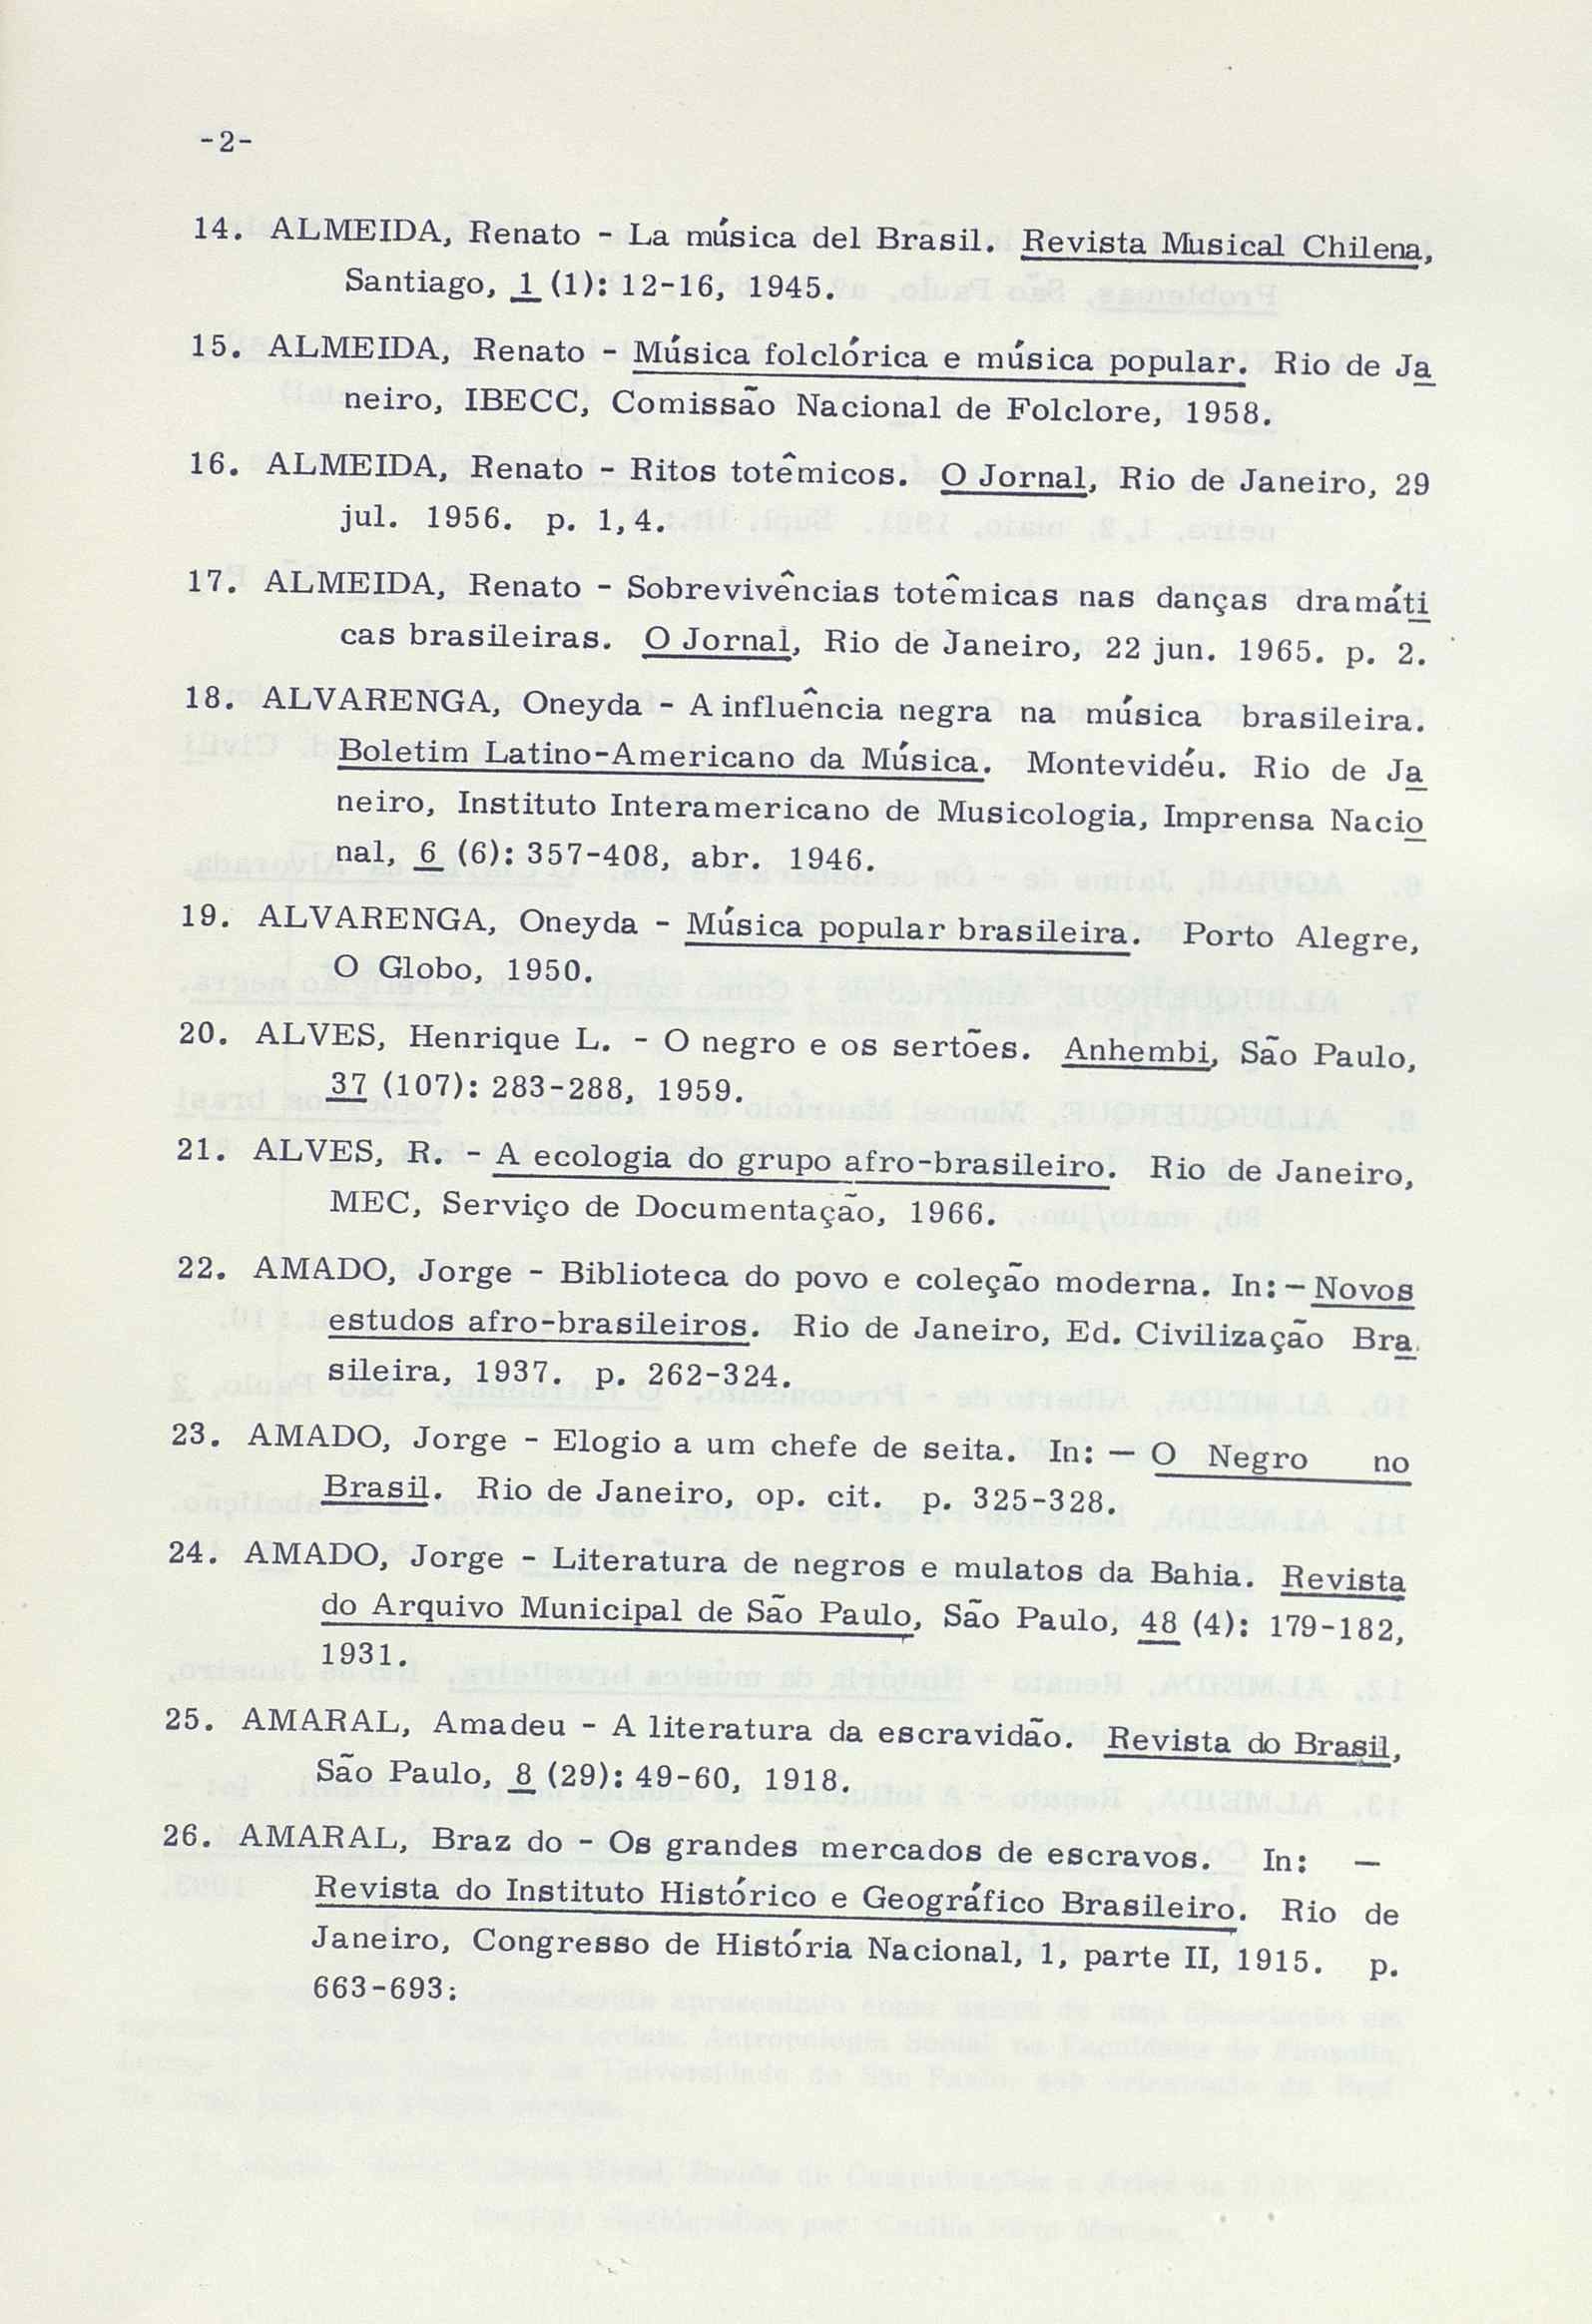 -2-
14. ALMEIDA, Renato - La música del Brasil. Revista Musical Chilena,
Santiago, 1 (1): 12-16, 1945.
15. ALMEIDA, Renato - Música folclórica e música popular. Rio de Ja
neiro, IBECC, Comissão Nacional de Folclore, 1958.
16. ALMEIDA, Renato - Ritos totêmicos. O Jornal, Rio de Janeiro, 29
jul. 1956. p. 1,4.
17. ALMEIDA, Renato - Sobrevivências totêmicas nas danças dramáti
cas brasileiras. O Jornal, Rio de Janeiro, 22 jun. 1965. p. 2.
18. ALVARENGA, Oneyda - A influência negra na música brasileira.
Boletim Latino-Americano da Música. Montevidéu. Rio de Ja
neiro, Instituto Interamericano de Musicologia, Imprensa Nacio
nal, 6 (6): 357-408, abr. 1946.
19. ALVARENGA, Oneyda - Música popular brasileira. Porto Alegre,
O Globo, 1950.
20. ALVES, Henrique L. - O negro e os sertões. Anhembi, São Paulo,
37 (107): 283-288, 1959.
21. ALVES, R. - A ecologia do grupo afro-brasileiro. Rio de Janeiro,
MEC, Serviço de Documentação, 1966.
22. AMADO, Jorge - Biblioteca do povo e coleção moderna. In: — Novos
estudos afro-brasileiros. Rio de Janeiro, Ed. Civilização Bra
sileira, 1937. p. 262-324.
23. AMADO, Jorge - Elogio a um chefe de seita. In: — O Negro no
Brasil. Rio de Janeiro, op. cit. p. 325-328.
24. AMADO, Jorge - Literatura de negros e mulatos da Bahia. Revista
do Arquivo Municipal de São Paulo, São Paulo, 48 (4): 179-182,
1931.
25. AMARAL, Amadeu - A literatura da escravidão. Revista do Brasil,
São Paulo, 8 (29): 49-60, 1918.
26. AMARAL, Braz do - Os grandes mercados de escravos. In: —
Revista do Instituto Histórico e Geográfico Brasileiro. Rio de
Janeiro, Congresso de História Nacional, 1, parte II, 1915. p.
663-693.